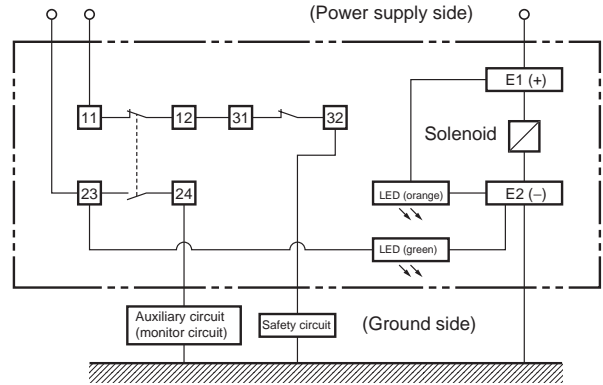 (Power supply side)
E1 (+)
11
12
31
32
Solenoid
23
24
LED (orange)
E2 (−)
LED (green)
Auxiliary circuit
(monitor circuit)
Safety circuit
(Ground side)